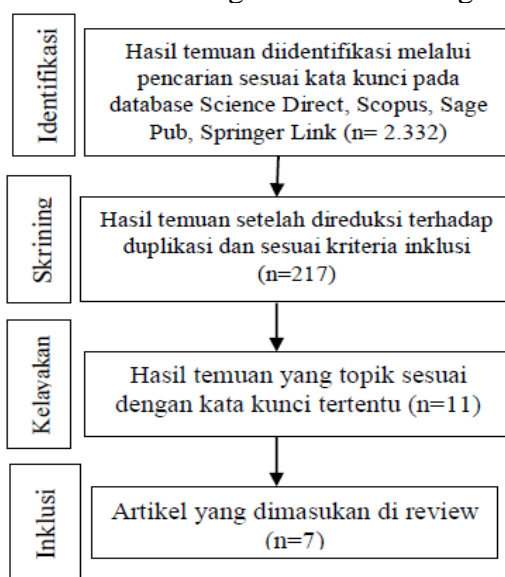 Identifikasi
Hasil temuan diidentifikasi melalui
pencarian sesuai kata kunci pada
database Science Direct, Scopus, Sage
Pub, Springer Link (n= 2.332)
Skrining
Hasil temuan setelah direduksi terhadap
duplikasi dan sesuai kriteria inklusi
(n=217)
Kelayakan
Hasil temuan yang topik sesuai
dengan kata kunci tertentu (n=11)
Inklusi
Artikel yang dimasukan di review
(n=7)